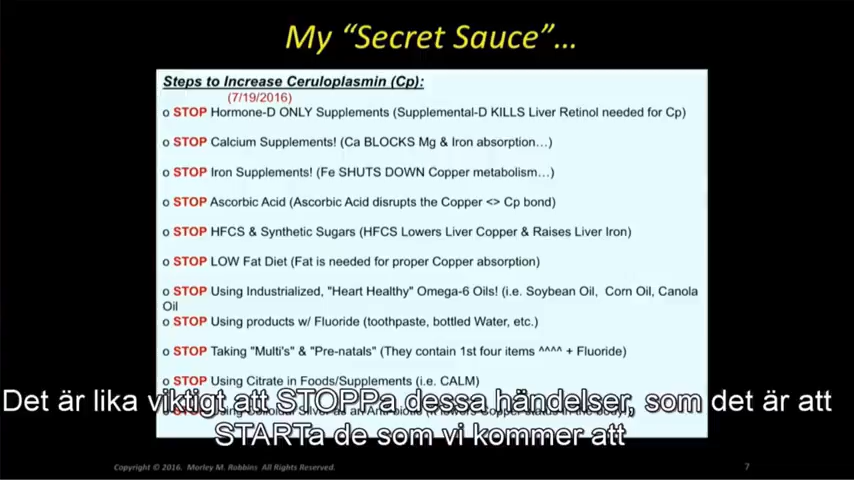 My "Secret Sauce"...
Steps to Increase Ceruloplasmin (Cp):
(7/19/2016)
o STOP Hormone-D ONLY Supplements (Supplemental-D KILLS Liver Retinol needed for Cp)
o STOP Calcium Supplements! (Ca BLOCKS Mg & Iron absorption...)
o STOP Iron Supplements! (Fe SHUTS DOWN Copper metabolism...)
o STOP Ascorbic Acid (Ascorbic Acid disrupts the Copper <> Cp bond)
o STOP HFCS & Synthetic Sugars (HFCS Lowers Liver Copper & Raises Liver Iron)
o STOP LOW Fat Diet (Fat is needed for proper Copper absorption)
o STOP Using Industrialized, "Heart Healthy" Omega-6 Oils! (i.e. Soybean Oil, Corn Oil, Canola
Oil
o STOP Using products w/ Fluoride (toothpaste, bottled Water, etc.)
o STOP Taking "Multi's" & "Pre-natals" (They contain 1st four items ^^^^ + Fluoride)
o STOP Using Citrate in Foods/Supplements (i.e. CALM)
Det är lika viktigt att STOPPa dessa händelser, som det är att
STARTa de som vi kommer att
Copyright © 2016. Morley M. Robbins All Rights Reserved.
7